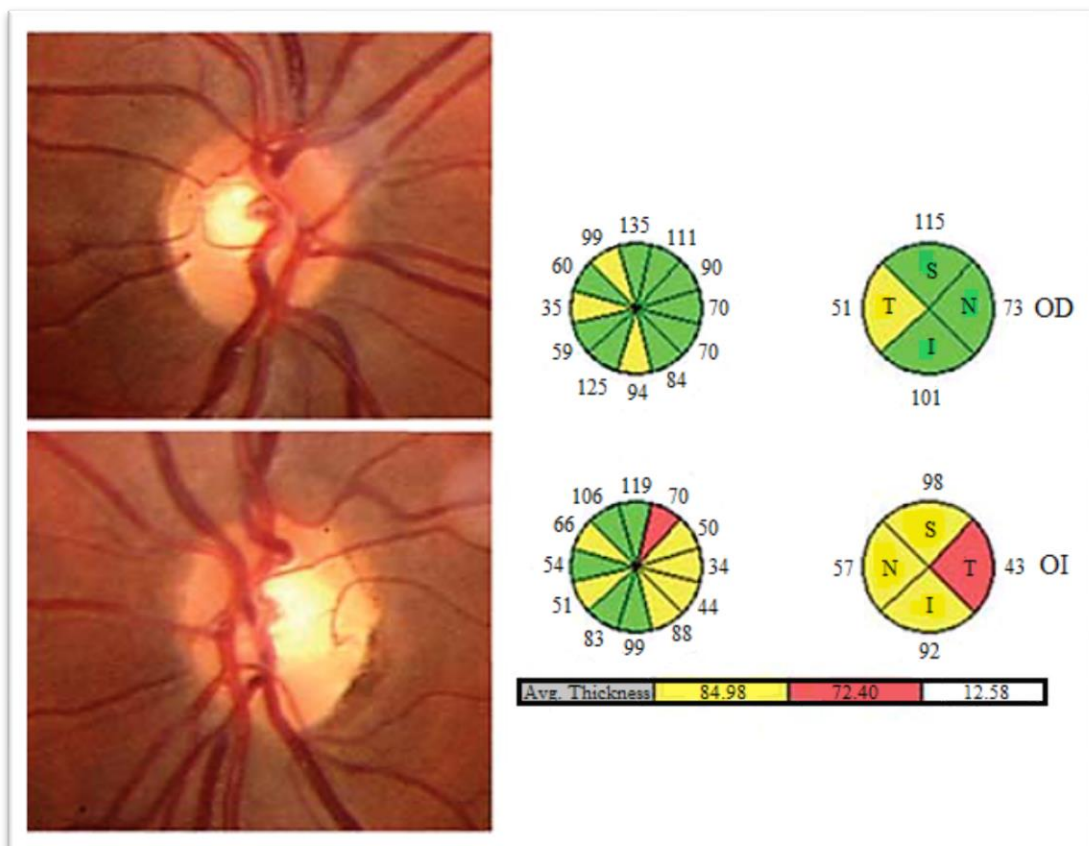 135
99 111
60 90
35 70
59 70
125 94 84
115
S
51 T N 73 OD
I
101
119
106 70
66 50
54 34
51 44
83 99 88
98
S
57 N T 43 OI
I
92
Avg. Thickness 84.98 72.40 12.58